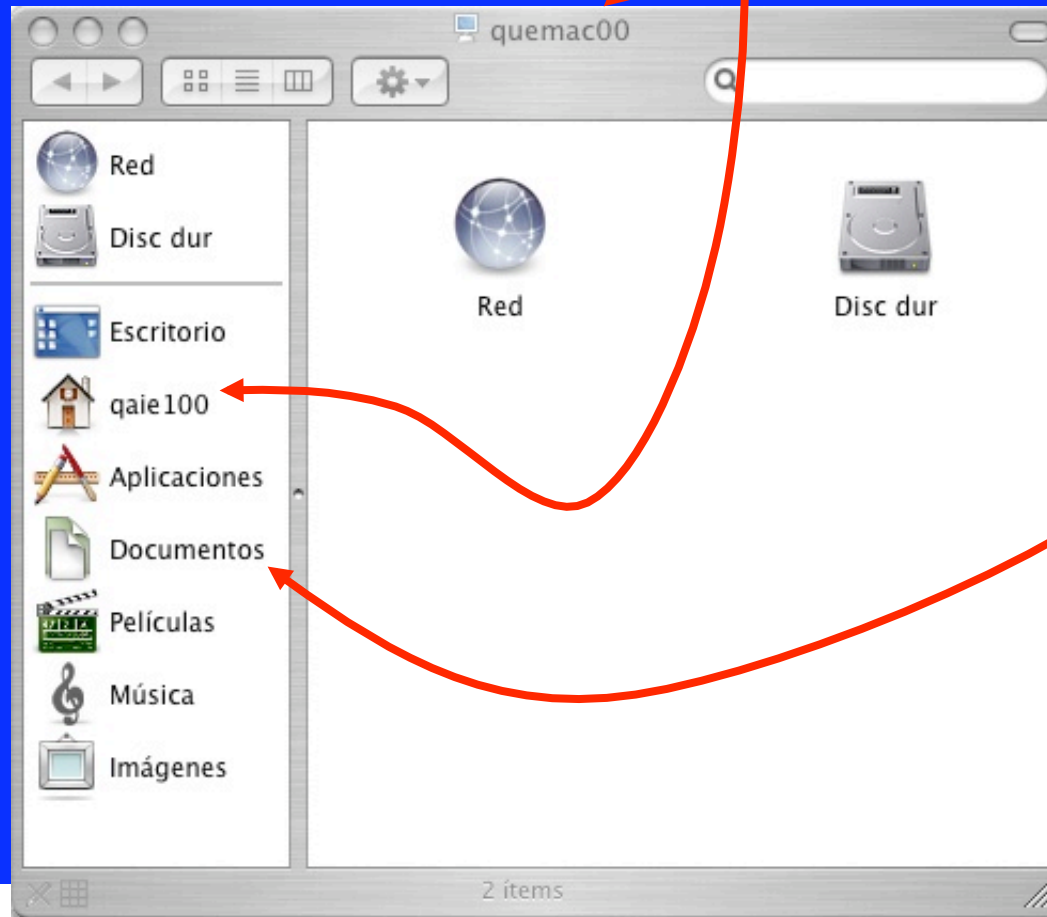 quemac00
Red
Disc dur
Escritorio
qaie100
Aplicaciones
Documentos
Películas
Música
Imágenes
Red
Disc dur
2 ítems